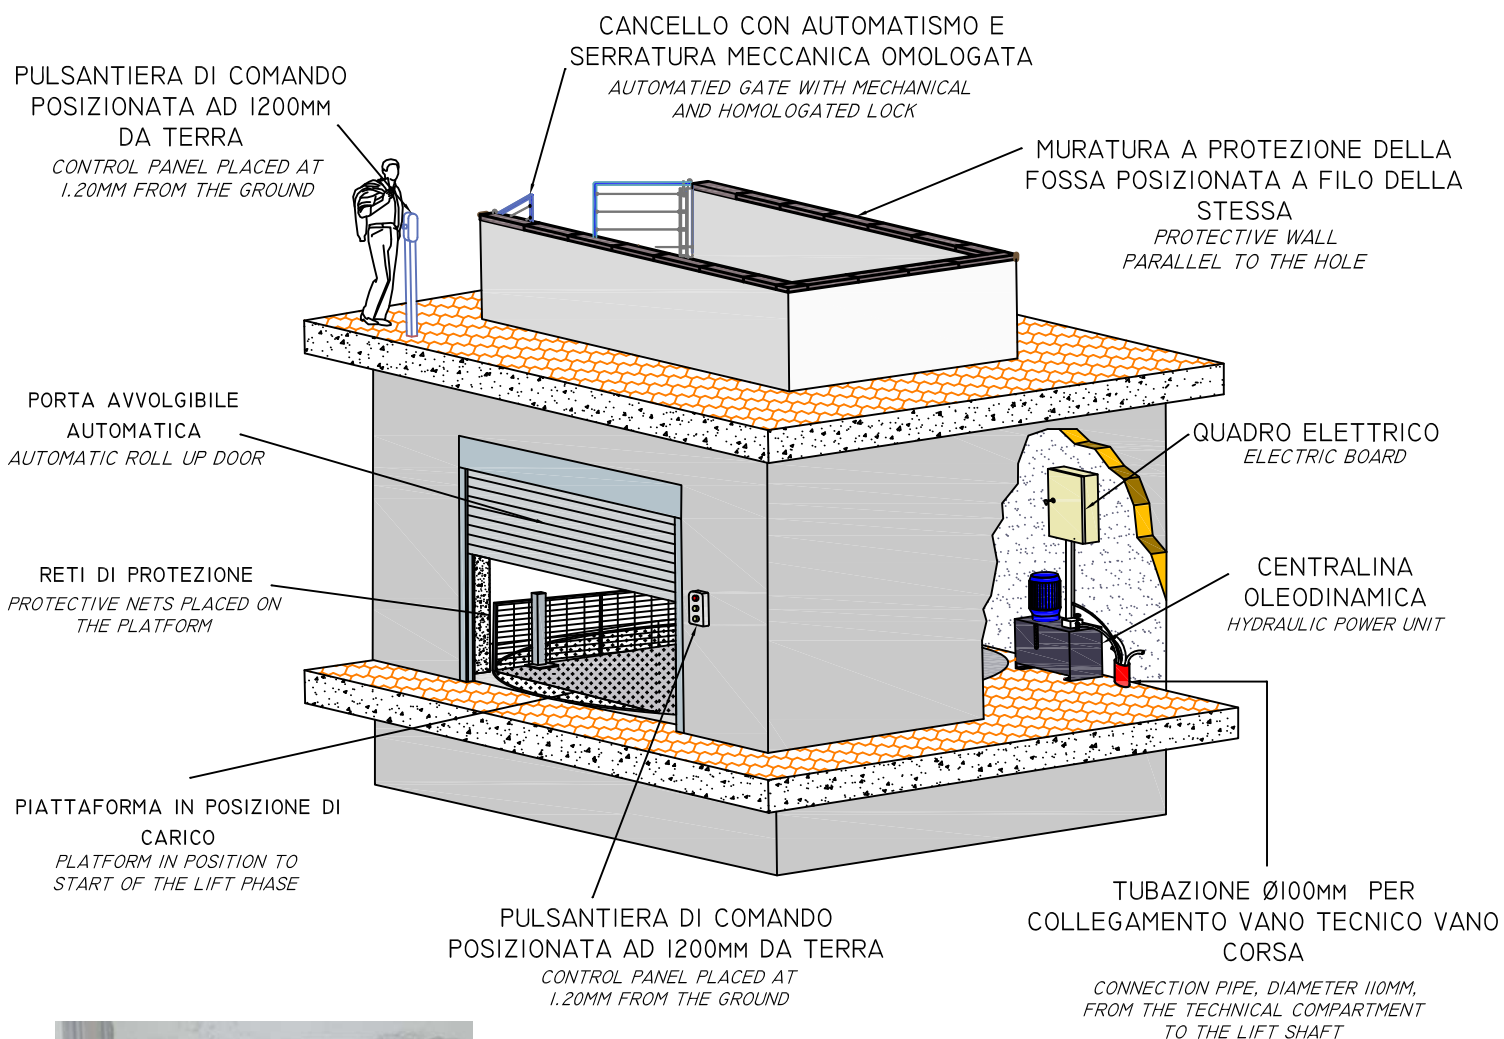 CANCELLO CON AUTOMATISMO E
SERRATURA MECCANICA OMOLOGATA
AUTOMATIED GATE WITH MECHANICAL
AND HOMOLOGATED LOCK
PULSANTIERA DI COMANDO
POSIZIONATA AD 1200MM
DA TERRA
CONTROL PANEL PLACED AT
1.20MM FROM THE GROUND
MURATURA A PROTEZIONE DELLA
FOSSA POSIZIONATA A FILO DELLA
STESSA
PROTECTIVE WALL
PARALLEL TO THE HOLE
PORTA AVVOLGIBILE
AUTOMATICA
AUTOMATIC ROLL UP DOOR
QUADRO ELETTRICO
ELECTRIC BOARD
RETI DI PROTEZIONE
PROTECTIVE NETS PLACED ON
THE PLATFORM
CENTRALINA
OLEODINAMICA
HYDRAULIC POWER UNIT
PIATTAFORMA IN POSIZIONE DI
CARICO
PLATFORM IN POSITION TO
START OF THE LIFT PHASE
PULSANTIERA DI COMANDO
POSIZIONATA AD 1200MM DA TERRA
CONTROL PANEL PLACED AT
1.20MM FROM THE GROUND
TUBAZIONE Ø100MM PER
COLLEGAMENTO VANO TECNICO VANO
CORSA
CONNECTION PIPE, DIAMETER 110MM,
FROM THE TECHNICAL COMPARTMENT
TO THE LIFT SHAFT